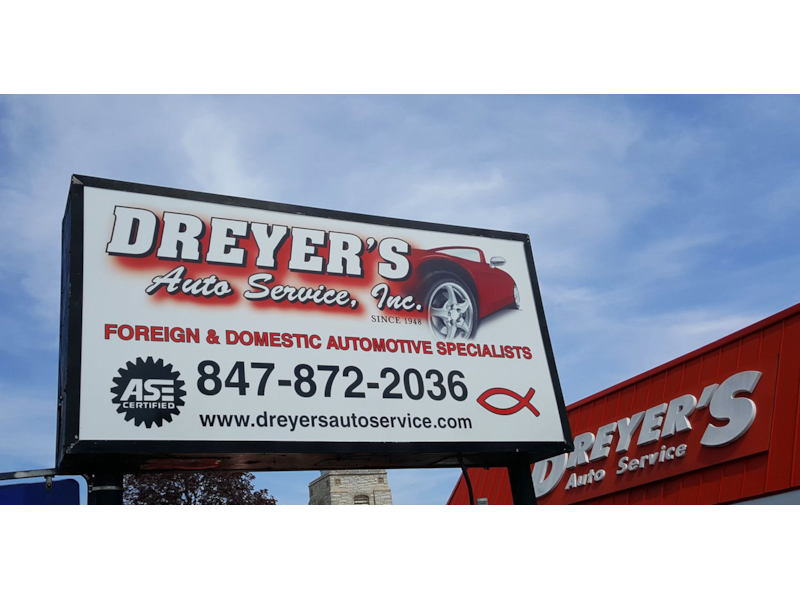 DREYER'S
Auto Service, Inc.
SINCE 1948
FOREIGN & DOMESTIC AUTOMOTIVE SPECIALISTS
ASE
CERTIFIED
847-872-2036
www.dreyersautoservice.com
DREYER'S
Auto Service